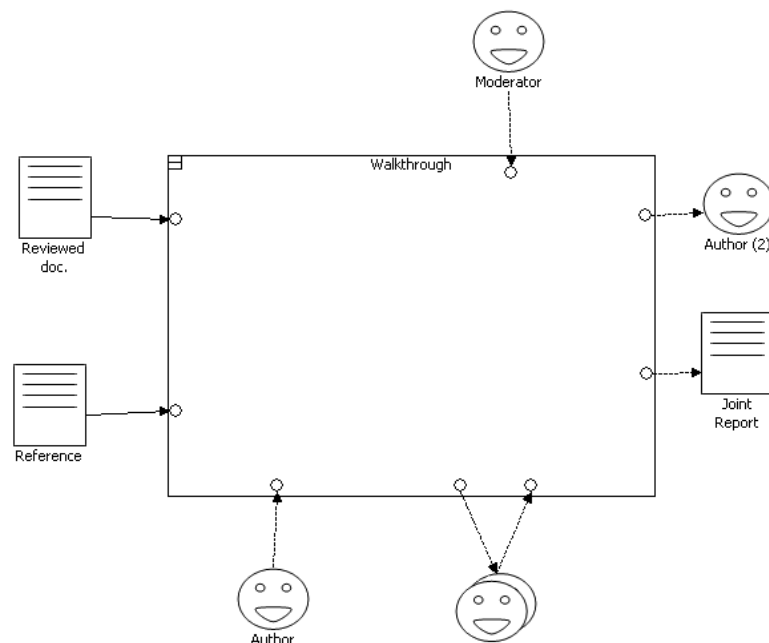 Moderator
Walkthrough
Reviewed
doc.
Author (2)
Joint
Report
Reference
Author